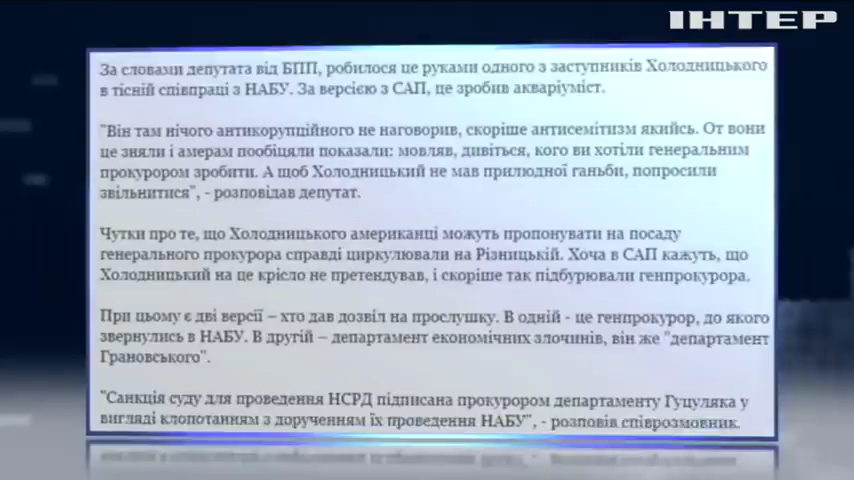 ІНТЕР
За словами депутата від БПП, робилося це руками одного з заступників Холодницького
в тісній співпраці з НАБУ. За версією з САП, це зробив акваріуміст.
"Він там нічого антикорупційного не наговорив, скоріше антисемітизм якийсь. От вони
це зняли і амерам пообіцяли показали: мовляв, дивіться, кого ви хотіли генеральним
прокурором зробити. А щоб Холодницький не мав прилюдної ганьби, попросили
звільнитися", - розповідав депутат.
Чутки про те, що Холодницького американці можуть пропонувати на посаду
генерального прокурора справді циркулювали на Різницькій. Хоча в САП кажуть, що
Холодницький на це крісло не претендував, і скоріше так підбурювали генпрокурора.
При цьому є дві версії – хто дав дозвіл на прослушку. В одній - це генпрокурор, до якого
звернулись в НАБУ. В другій – департамент економічних злочинів, він же "департамент
Грановського".
"Санкція суду для проведення НСРД підписана прокурором департаменту Гуцуляка у
вигляді клопотанням з дорученням їх проведення НАБУ", - розповів співрозмовник.